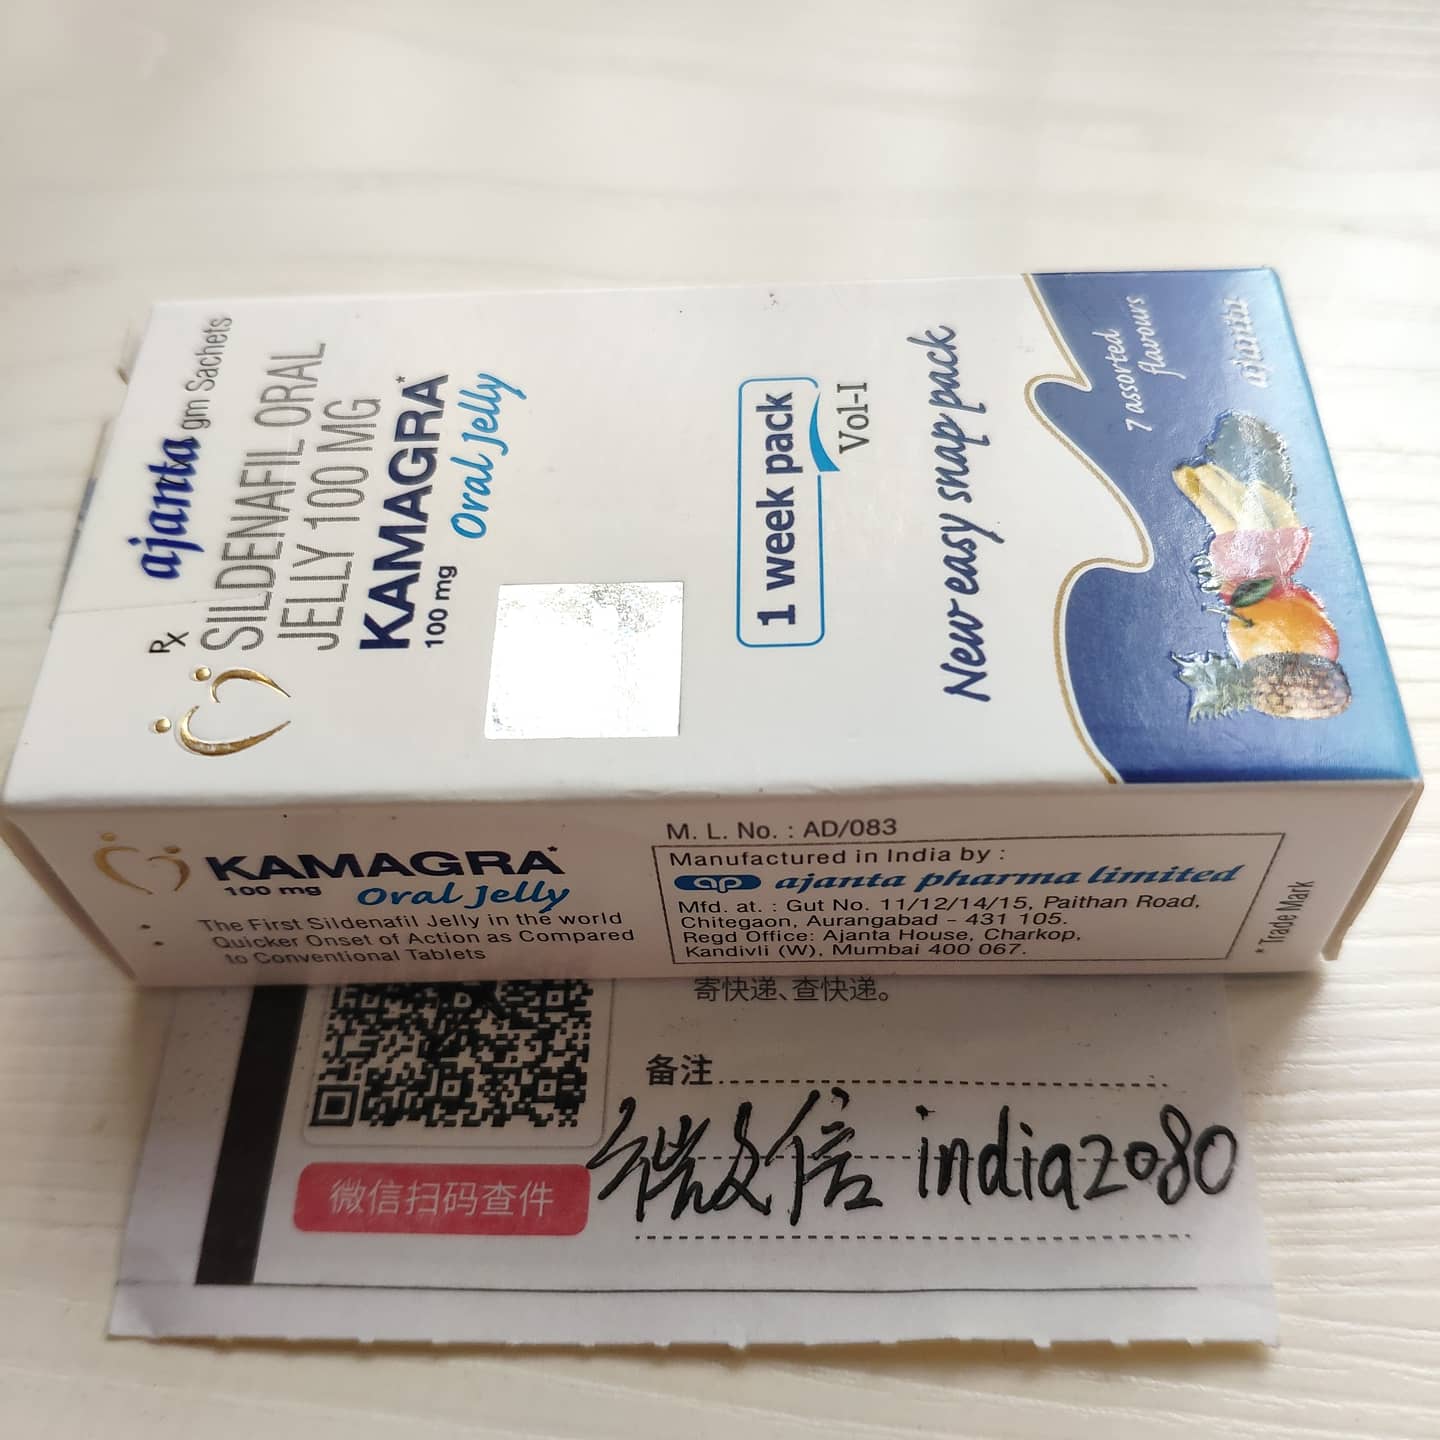 ajanta
gm Sachets
Rx
SILDENAFIL ORAL
JELLY 100 MG
KAMAGRA*
100 mg
Oral Jelly
1 week pack
Vol-I
New easy snap pack
7 assorted
flavours
ajanta
KAMAGRA*
100 mg Oral Jelly
• The First Sildenafil Jelly in the world
• Quicker Onset of Action as Compared
to Conventional Tablets
M. L. No. : AD/083
Manufactured in India by :
ap ajanta pharma limited
Mfd. at. : Gut No. 11/12/14/15, Paithan Road,
Chitegaon, Aurangabad - 431 105.
Regd Office: Ajanta House, Charkop,
Kandivli (W), Mumbai 400 067.
* Trade Mark
寄快递、查快递。
备注
微信 india2080
微信扫码查件